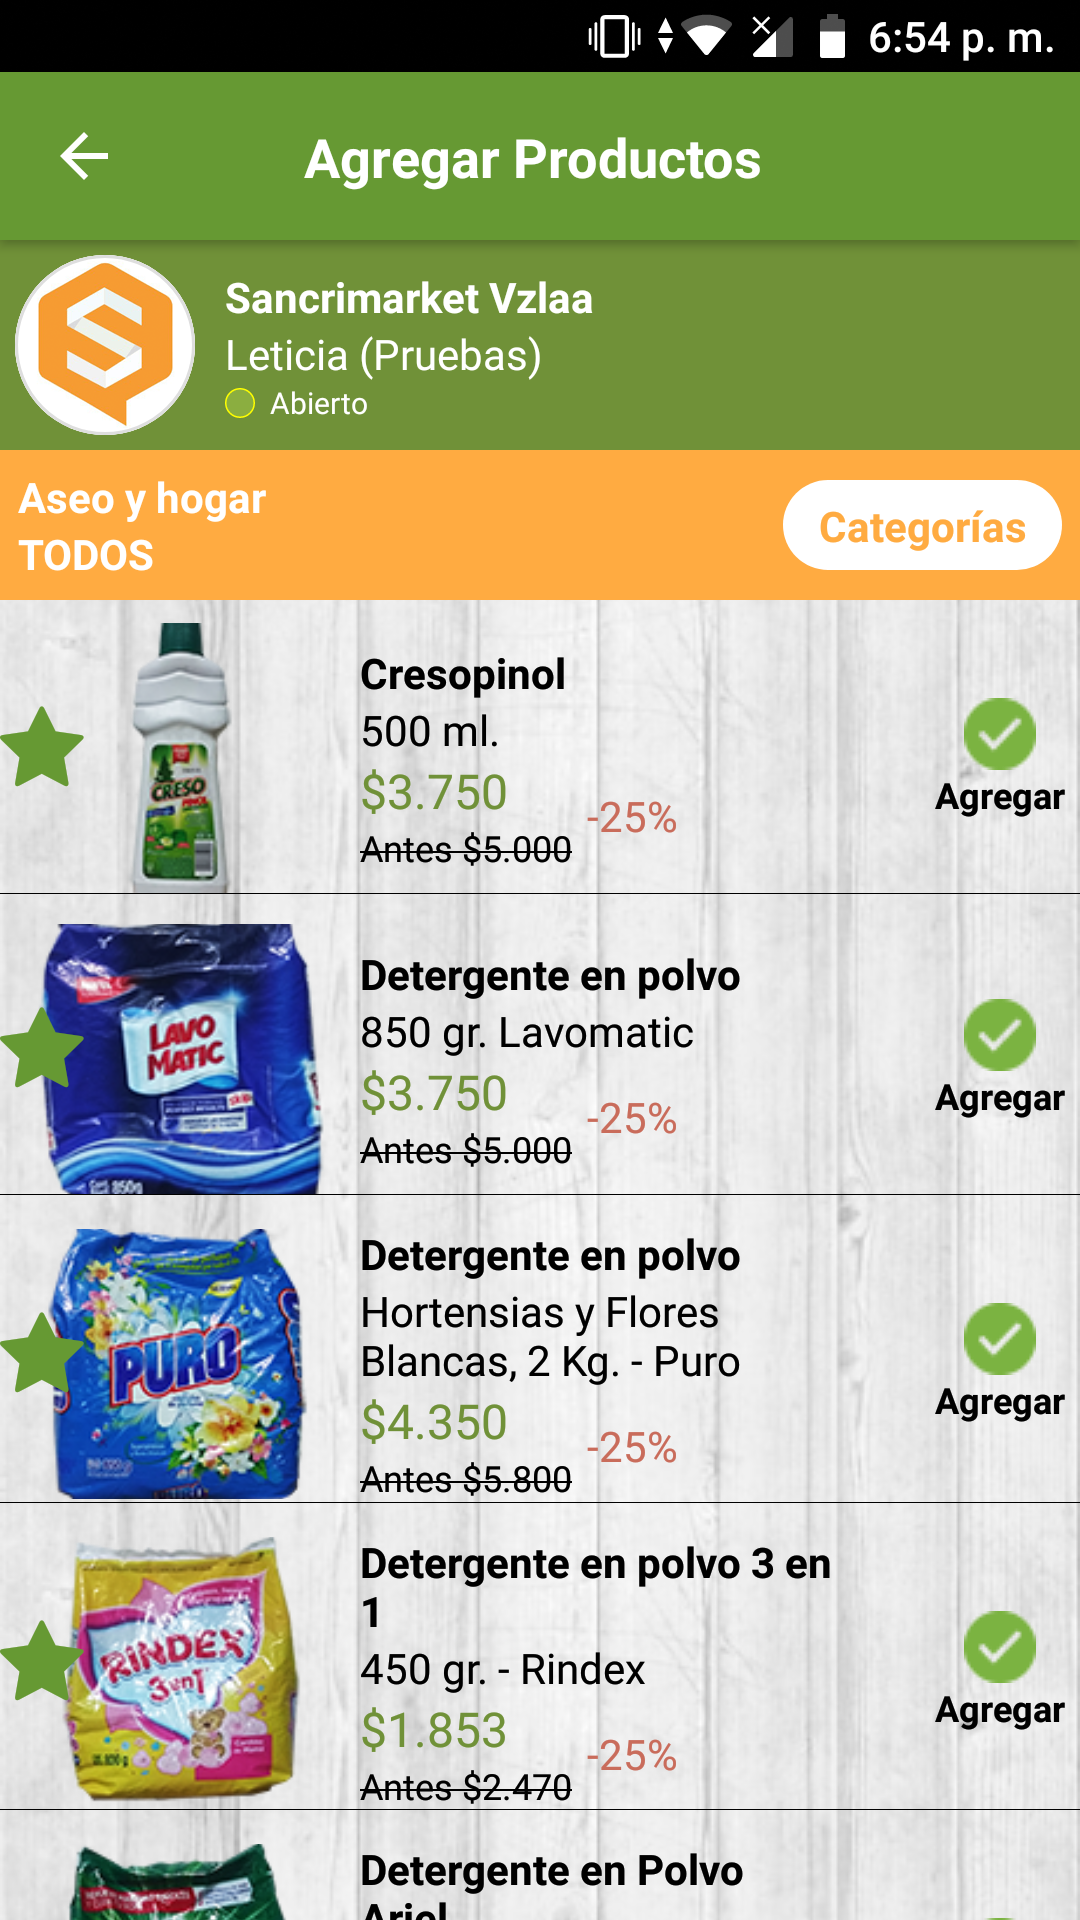 6:54 p. m.
Agregar Productos
Sancrimarket Vzlaa
Leticia (Pruebas)
Abierto
Aseo y hogar
TODOS
Categorías
CRESO
Cresopinol
500 ml.
$3.750
-25%
Antes $5.000
Agregar
LAVO
MATIC
850g
Detergente en polvo
850 gr. Lavomatic
$3.750
-25%
Antes $5.000
Agregar
PURO
Detergente en polvo
Hortensias y Flores
Blancas, 2 Kg. - Puro
$4.350
-25%
Antes $5.800
Agregar
RINDEX
3 en 1
Detergente en polvo 3 en
1
450 gr. - Rindex
$1.853
-25%
Antes $2.470
Agregar
Detergente en Polvo
Ariel